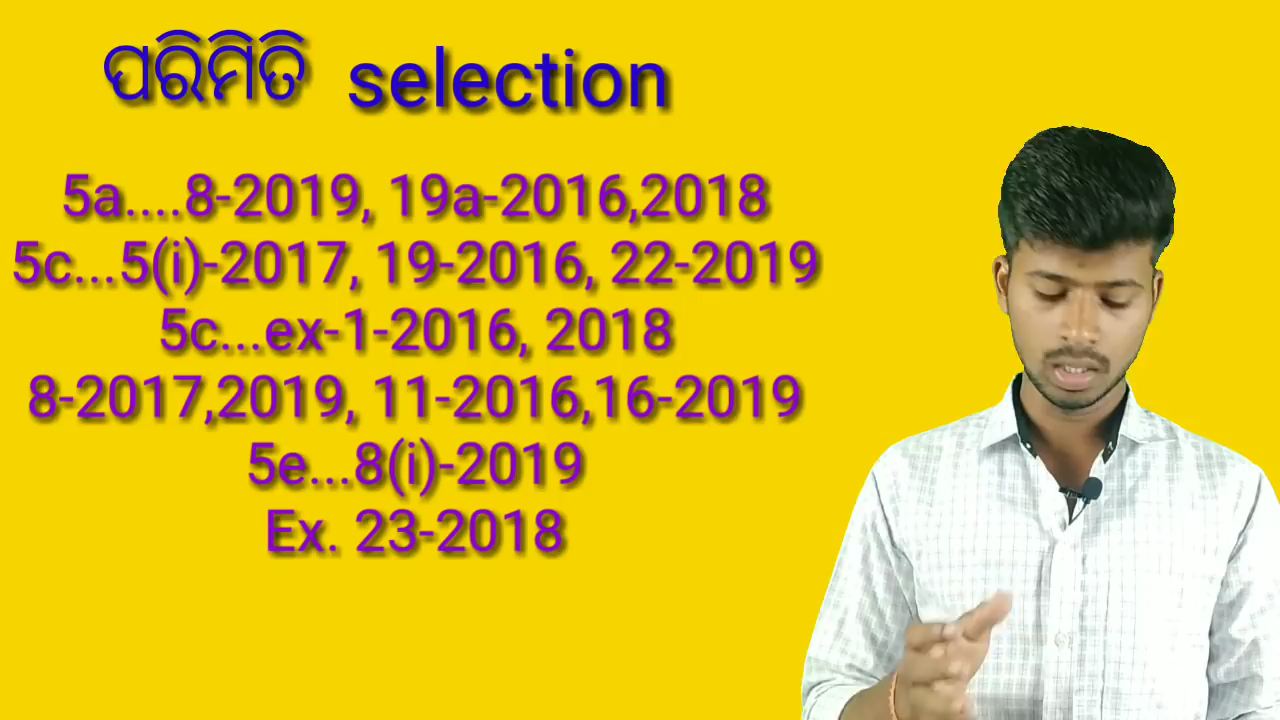 ପରିମିତି selection
5a....8-2019, 19a-2016,2018
5c...5(i)-2017, 19-2016, 22-2019
5c...ex-1-2016, 2018
8-2017,2019, 11-2016,16-2019
5e...8(i)-2019
Ex. 23-2018